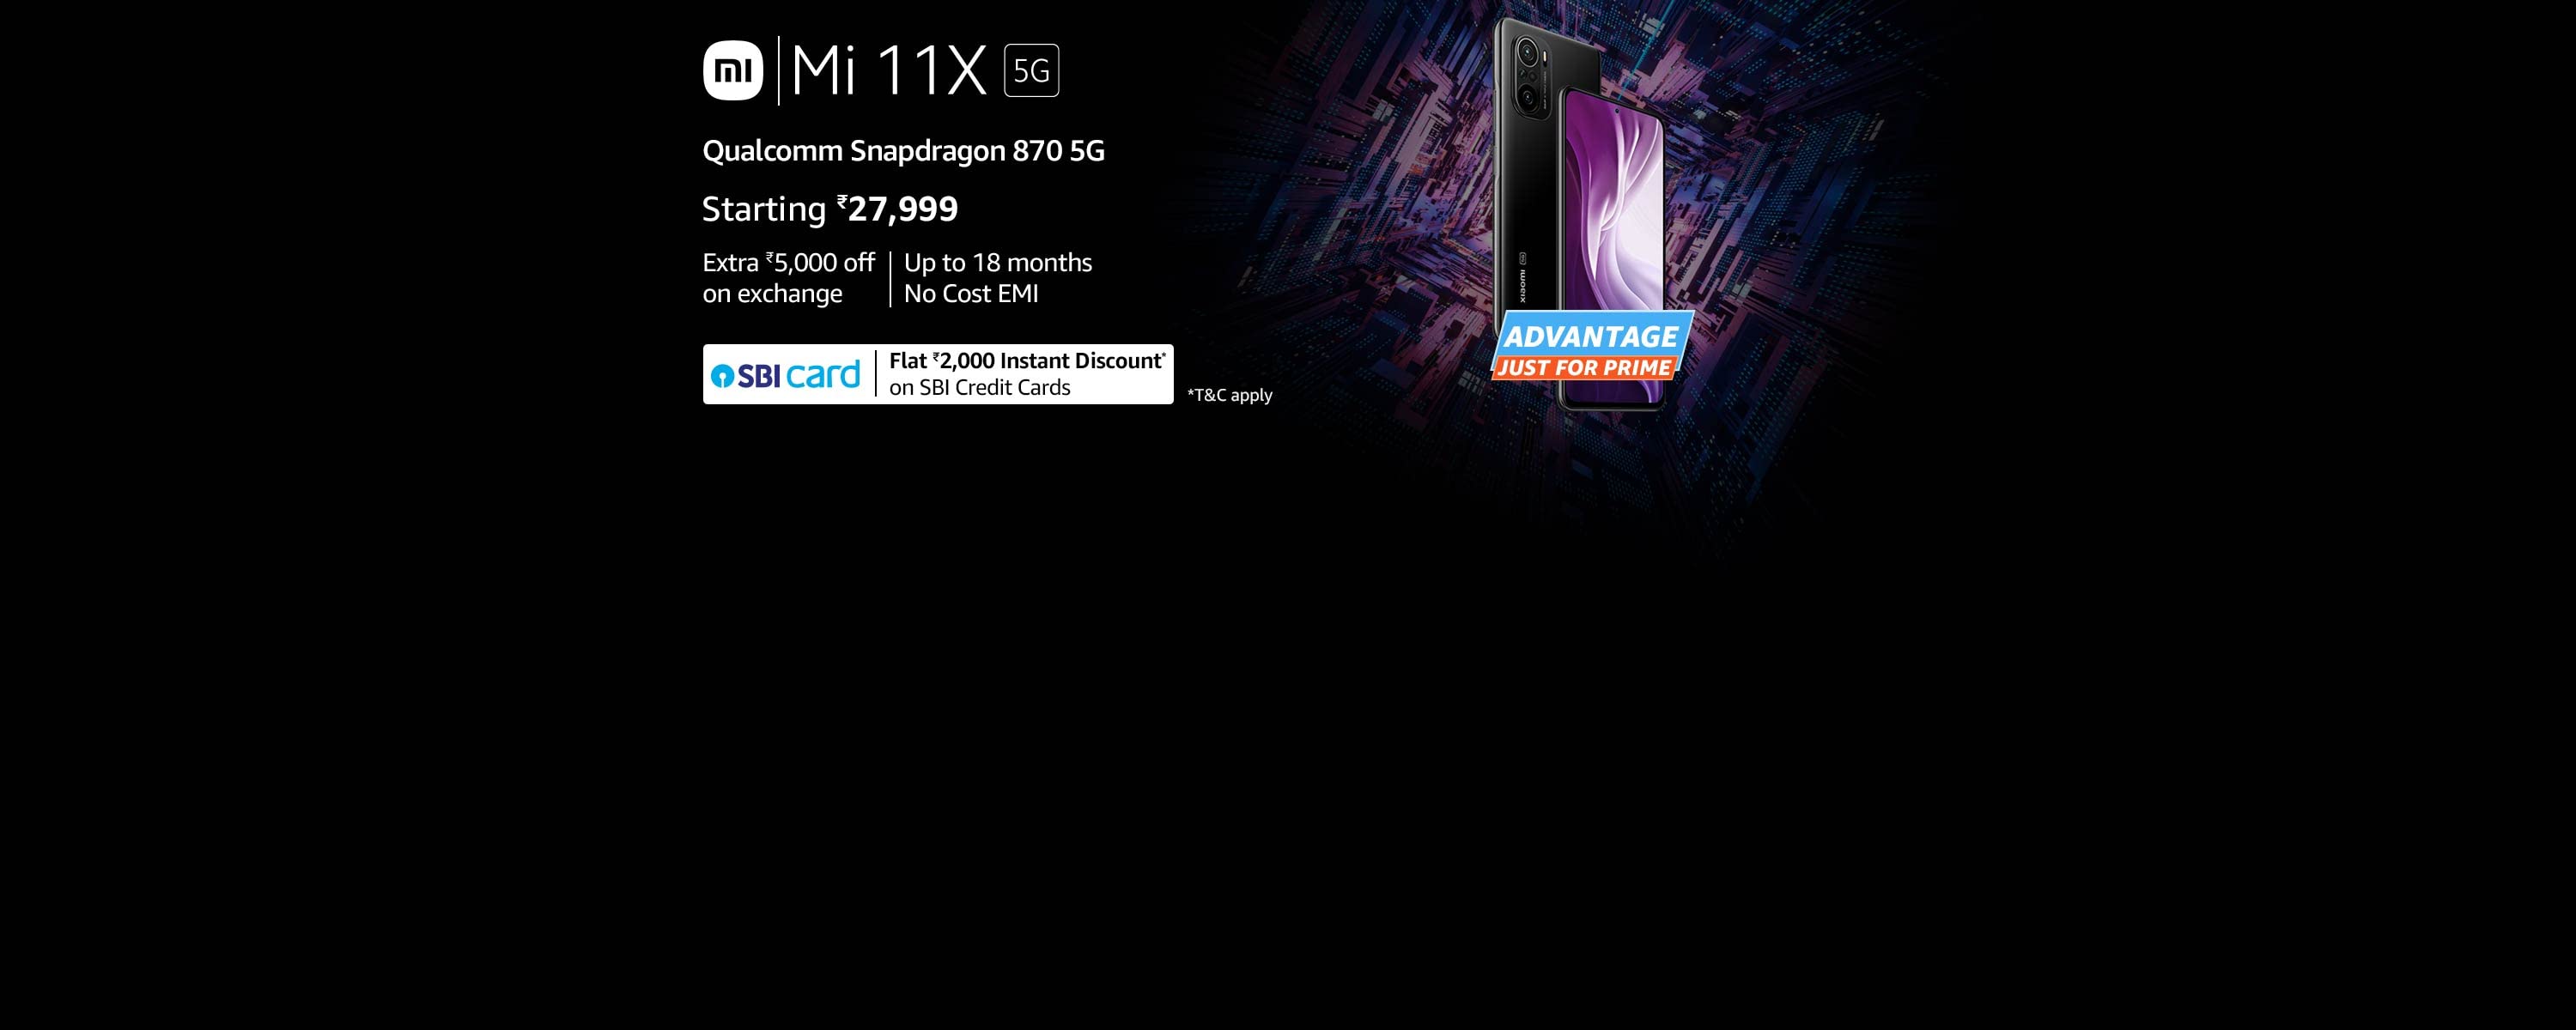 mi
Mi 11X 5G
Qualcomm Snapdragon 870 5G
Starting ₹27,999
Extra ₹5,000 off
on exchange
Up to 18 months
No Cost EMI
SBI card
Flat ₹2,000 Instant Discount*
on SBI Credit Cards
*T&C apply
xiaomi 5G
ADVANTAGE
JUST FOR PRIME